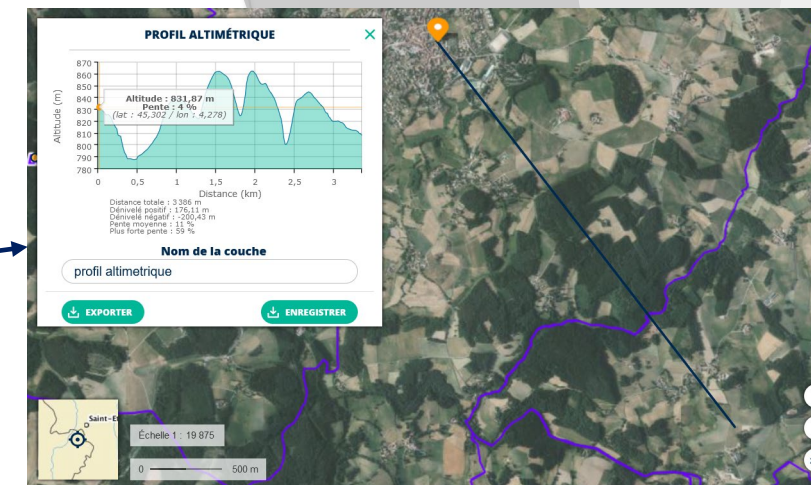 PROFIL ALTIMÉTRIQUE
870
860
850
840
830
820
810
800
790
780
Altitude (m)
Altitude : 831,87 m
Pente : 4 %
(lat : 45,302 / lon : 4,278)
0 0,5 1 1,5 2 2,5 3
Distance (km)
Distance totale : 3 386 m
Dénivelé positif : 176,11 m
Dénivelé négatif : -200,43 m
Pente moyenne : 11 %
Plus forte pente : 59 %
Nom de la couche
profil altimetrique
EXPORTER
ENREGISTRER
Saint-Et
Échelle 1 : 19 875
0 500 m